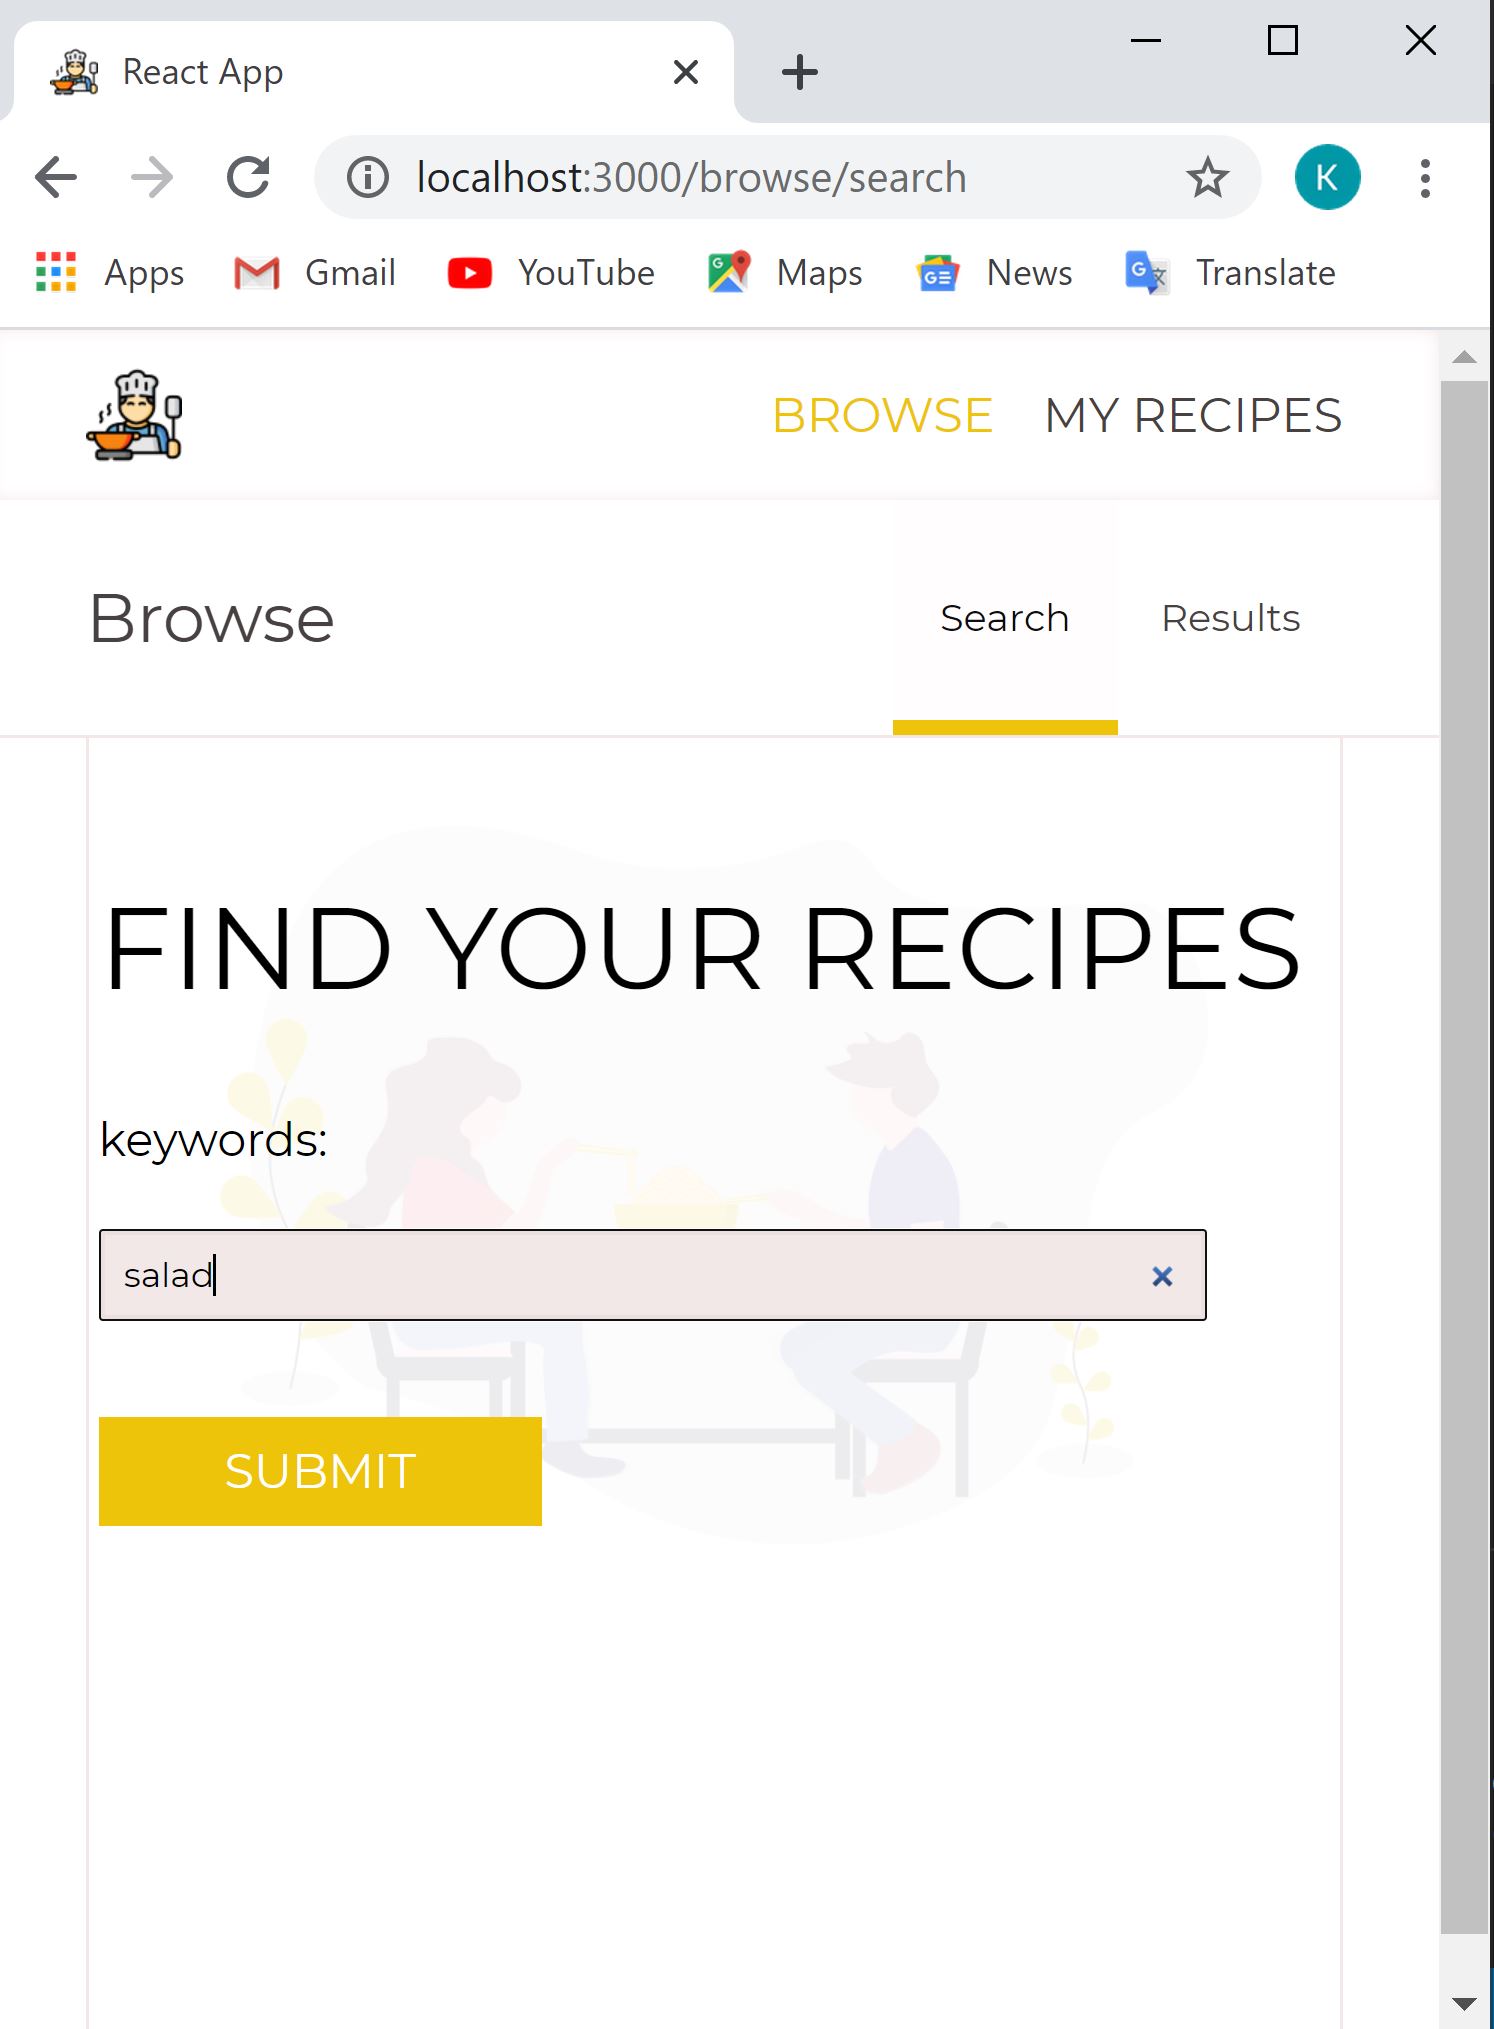 React App
localhost:3000/browse/search
K
Apps Gmail YouTube Maps News Translate
BROWSE MY RECIPES
Browse Search Results
FIND YOUR RECIPES
keywords:
salad
SUBMIT